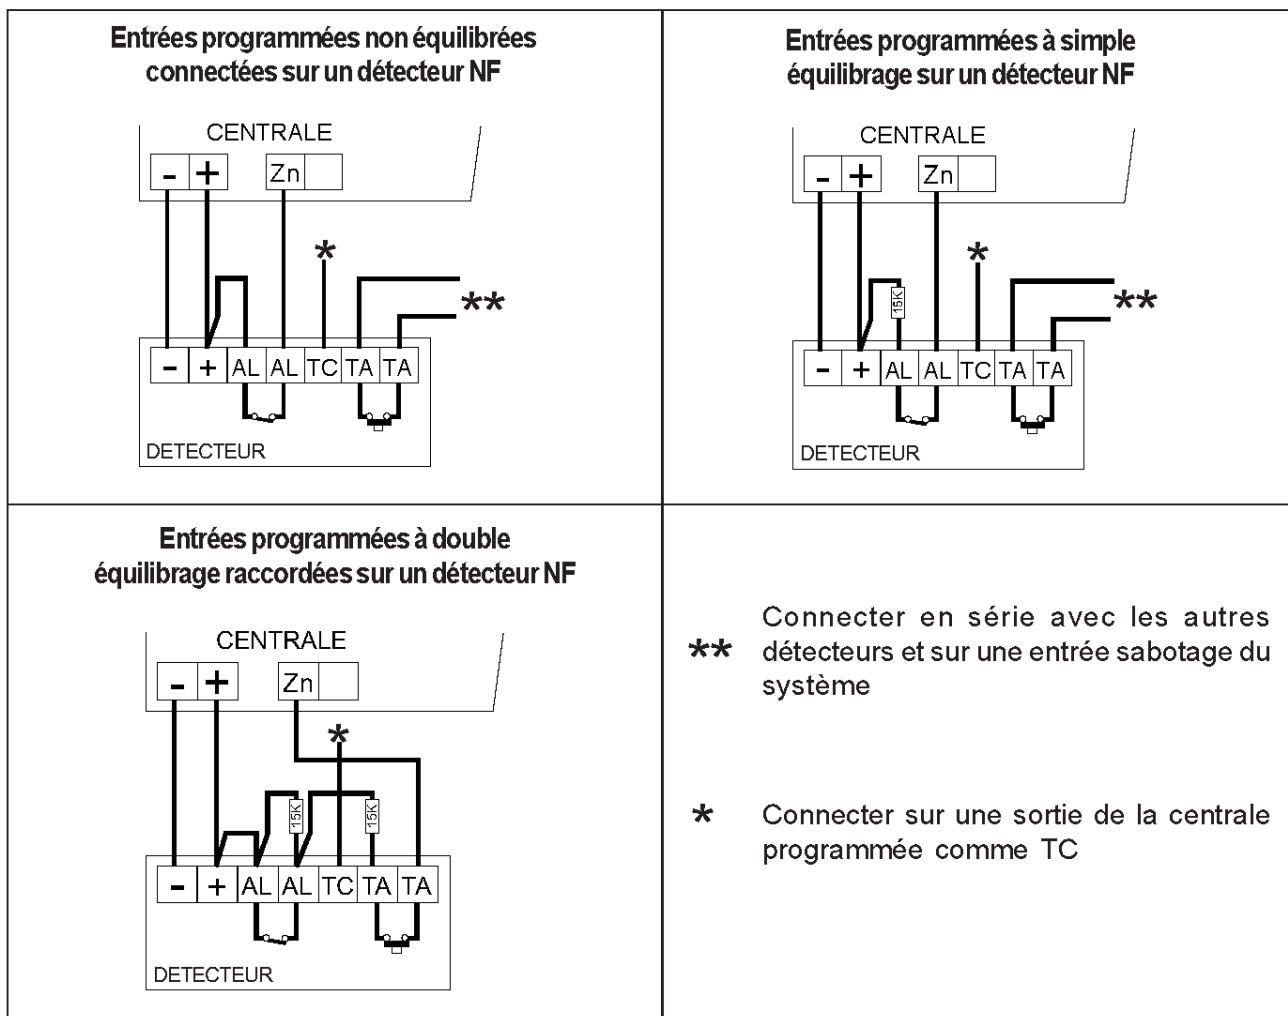 Entrées programmées non équilibrées
connectées sur un détecteur NF
CENTRALE
- + Zn
*
**
- + AL AL TC TA TA
DETECTEUR
Entrées programmées à simple
équilibrage sur un détecteur NF
CENTRALE
- + Zn
*
15K
**
- + AL AL TC TA TA
DETECTEUR
Entrées programmées à double
équilibrage raccordées sur un détecteur NF
CENTRALE
- + Zn
*
15K 15K
- + AL AL TC TA TA
DETECTEUR
Connecter en série avec les autres
** détecteurs et sur une entrée sabotage du
système
* Connecter sur une sortie de la centrale
programmée comme TC